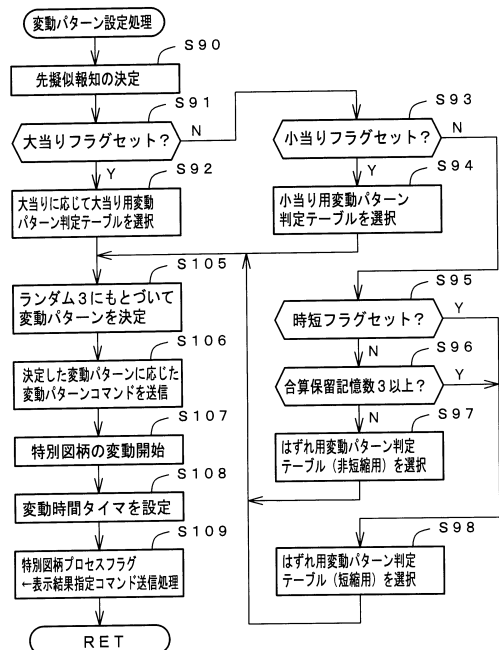 変動パターン設定処理
S90
先擬似報知の決定
S91
大当りフラグセット?
N
Y
S92
大当りに応じて大当り用変動
パターン判定テーブルを選択
S93
小当りフラグセット?
N
Y
S94
小当り用変動パターン
判定テーブルを選択
S95
時短フラグセット?
Y
N
S96
合算保留記憶数3以上?
Y
N
S97
はずれ用変動パターン判定
テーブル(非短縮用)を選択
S98
はずれ用変動パターン判定
テーブル(短縮用)を選択
S105
ランダム3にもとづいて
変動パターンを決定
S106
決定した変動パターンに応じた
変動パターンコマンドを送信
S107
特別図柄の変動開始
S108
変動時間タイマを設定
S109
特別図柄プロセスフラグ
←表示結果指定コマンド送信処理
RET